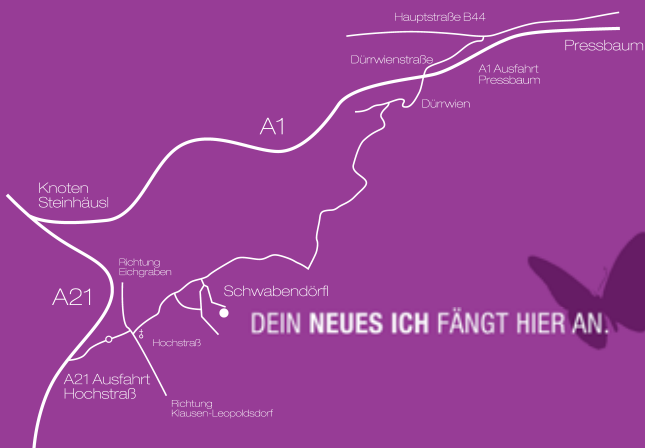 Hauptstraße B44
Pressbaum
Dürrwienstraße
A1 Ausfahrt
Pressbaum
Dürrwien
A1
Knoten
Steinhäusl
Richtung
Eichgraben
A21
Schwabendörfl
DEIN NEUES ICH FÄNGT HIER AN.
Hochstraß
A21 Ausfahrt
Hochstraß
Richtung
Klausen-Leopoldsdorf